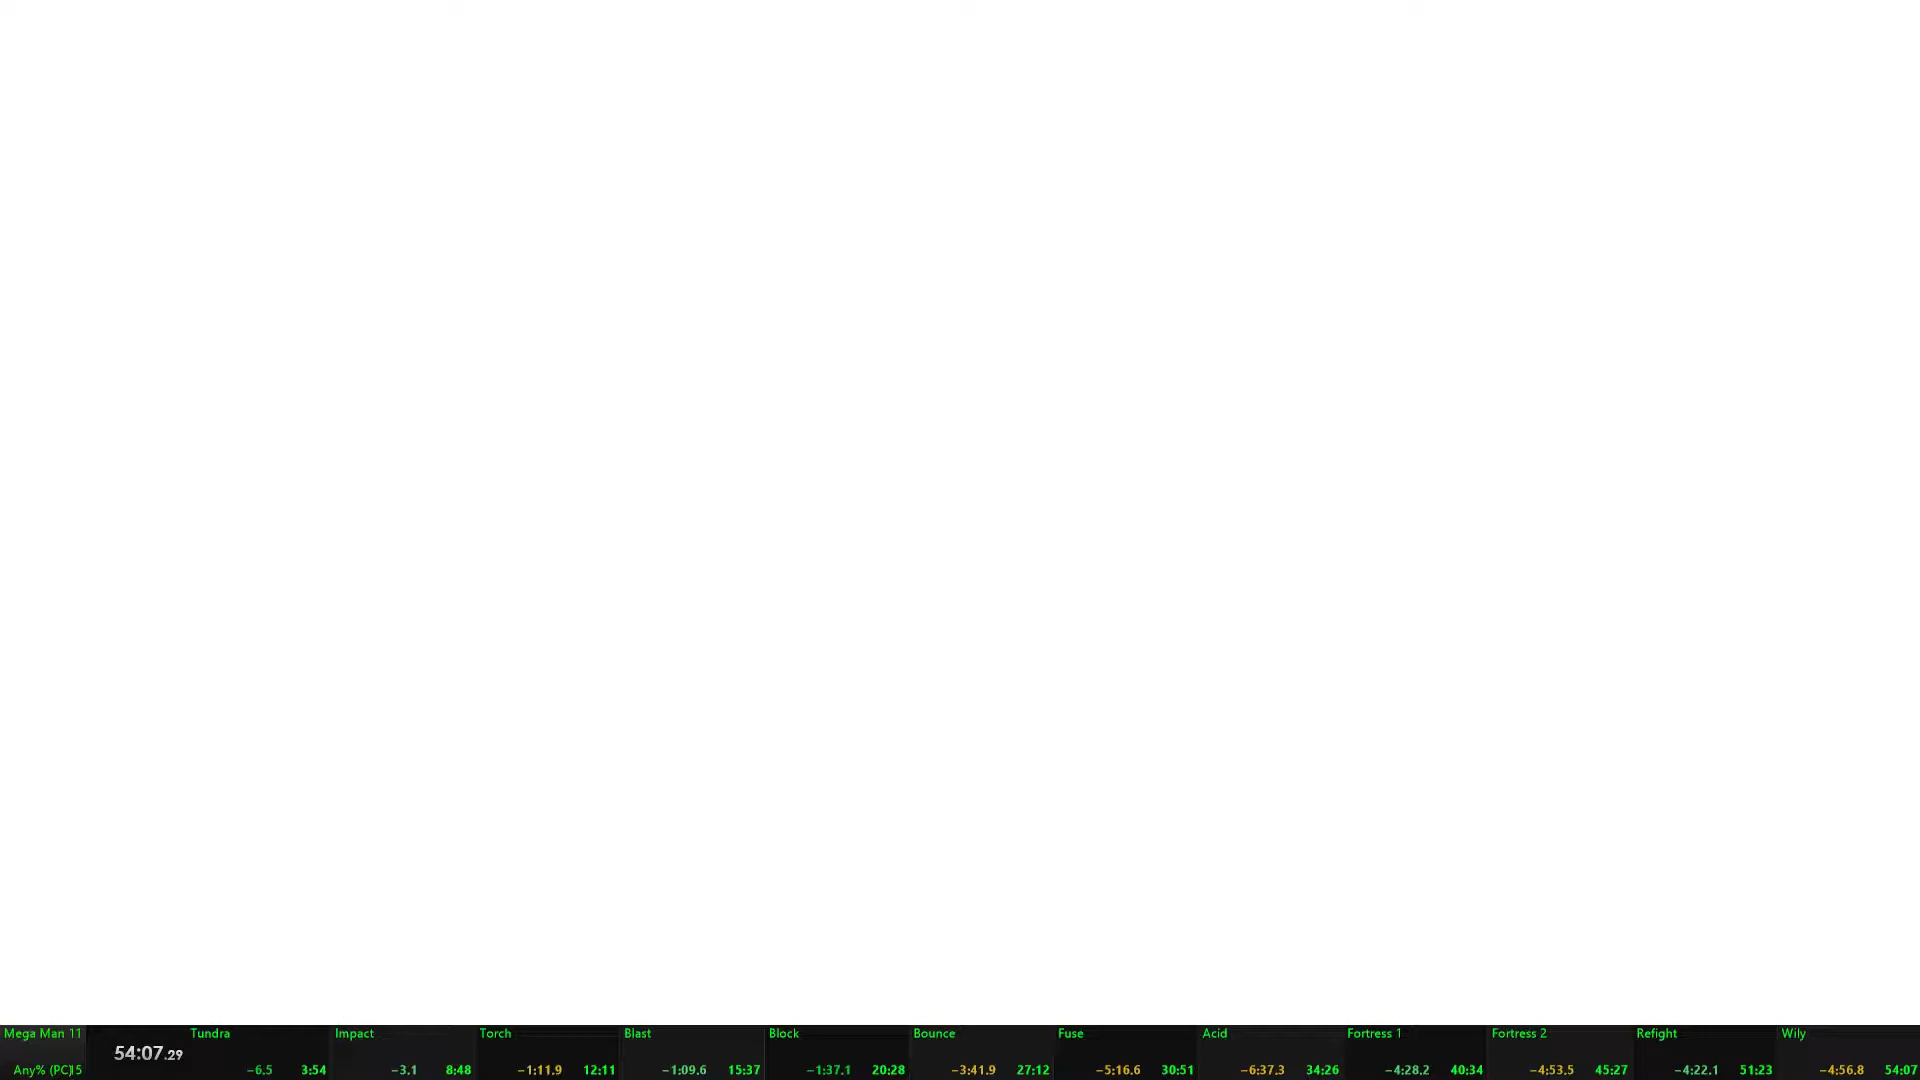 Mega Man 11 Tundra Impact Torch Blast Block Bounce Fuse Acid Fortress 1 Fortress 2 Refight Wily
54:07.29
Any% (PC) 15 −6.5 3:54 −3.1 8:48 −1:11.9 12:11 −1:09.6 15:37 −1:37.1 20:28 −3:41.9 27:12 −5:16.6 30:51 −6:37.3 34:26 −4:28.2 40:34 −4:53.5 45:27 −4:22.1 51:23 −4:56.8 54:07